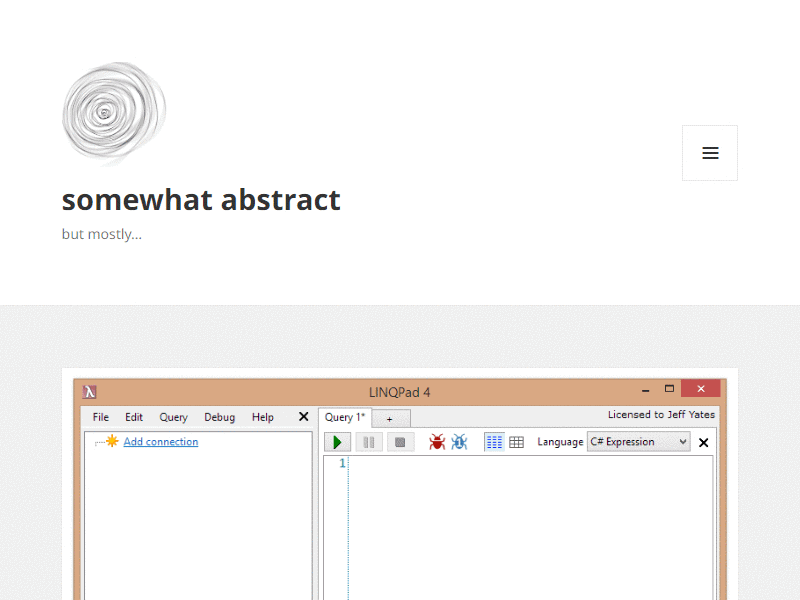 somewhat abstract
but mostly...
LINQPad 4
File Edit Query Debug Help
Query 1* +
Licensed to Jeff Yates
Add connection
Language C# Expression
1